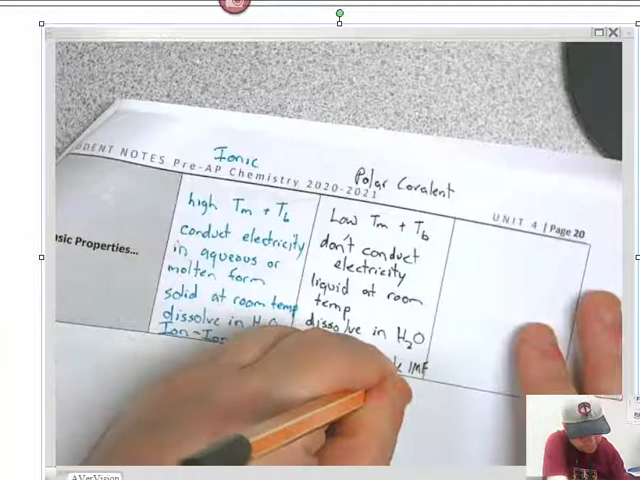 Ionic
Polar Covalent
DENT NOTES Pre-AP Chemistry 2020-2021
UNIT 4 | Page 20
sic Properties...
high Tm + Tb
conduct electricity
in aqueous or
molten form
solid at room temp
dissolve in H₂O
Ion-Ion
Low Tm + Tb
don't conduct
electricity
liquid at room
temp
dissolve in H₂O
IMF
AVerVision